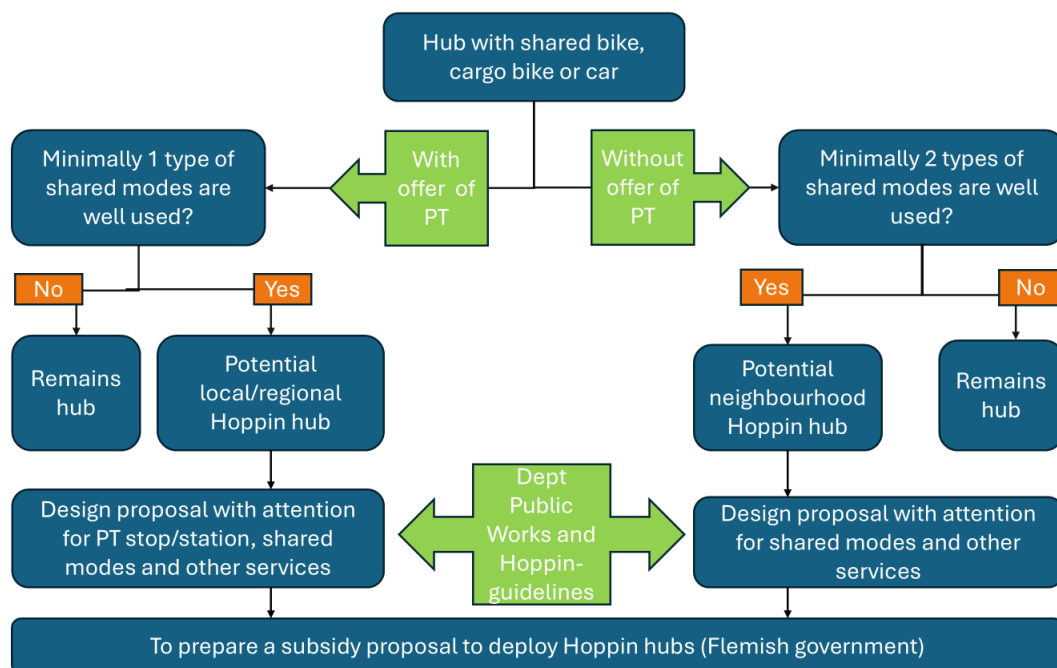 Hub with shared bike,
cargo bike or car
Minimally 1 type of
shared modes are
well used?
With
offer of
PT
Without
offer of
PT
Minimally 2 types of
shared modes are well
used?
No
Yes
Yes
No
Remains
hub
Potential
local/regional
Hoppin hub
Potential
neighbourhood
Hoppin hub
Remains
hub
Design proposal with attention
for PT stop/station, shared
modes and other services
Dept
Public
Works and
Hoppin-
guidelines
Design proposal with attention
for shared modes and other
services
To prepare a subsidy proposal to deploy Hoppin hubs (Flemish government)